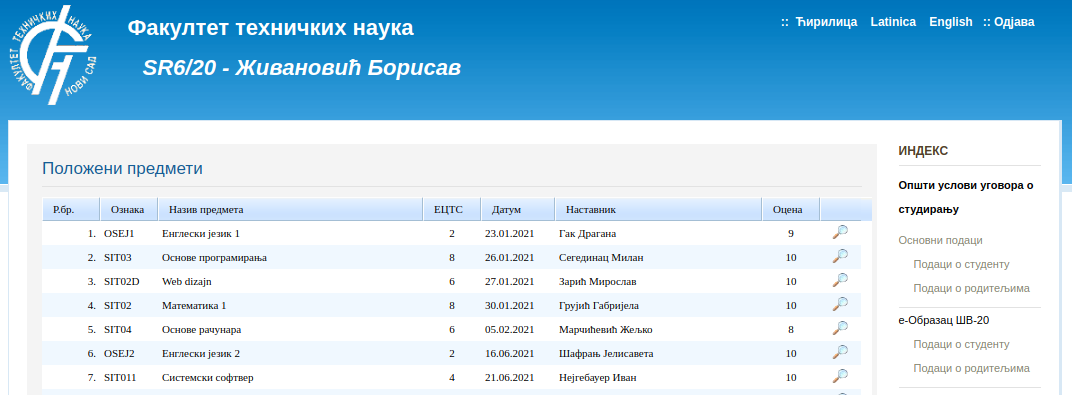 ФАКУЛТЕТ ТЕХНИЧКИХ НАУКА
НОВИ САД
Факултет техничких наука
SR6/20 - Живановић Борисав
:: Ћирилица Latinica English :: Одјава
Положени предмети
Р.бр. Ознака Назив предмета ЕЦТС Датум Наставник Оцена
1. OSEJ1 Енглески језик 1 2 23.01.2021 Гак Драгана 9
2. SIT03 Основе програмирања 8 26.01.2021 Сегединац Милан 10
3. SIT02D Web dizajn 6 27.01.2021 Зарић Мирослав 10
4. SIT02 Математика 1 8 30.01.2021 Грујић Габријела 10
5. SIT04 Основе рачунара 6 05.02.2021 Марчићевић Жељко 8
6. OSEJ2 Енглески језик 2 2 16.06.2021 Шафрањ Јелисавета 10
7. SIT011 Системски софтвер 4 21.06.2021 Нејгебауер Иван 10
ИНДЕКС
Општи услови уговора о
студирању
Основни подаци
Подаци о студенту
Подаци о родитељима
е-Образац ШВ-20
Подаци о студенту
Подаци о родитељима